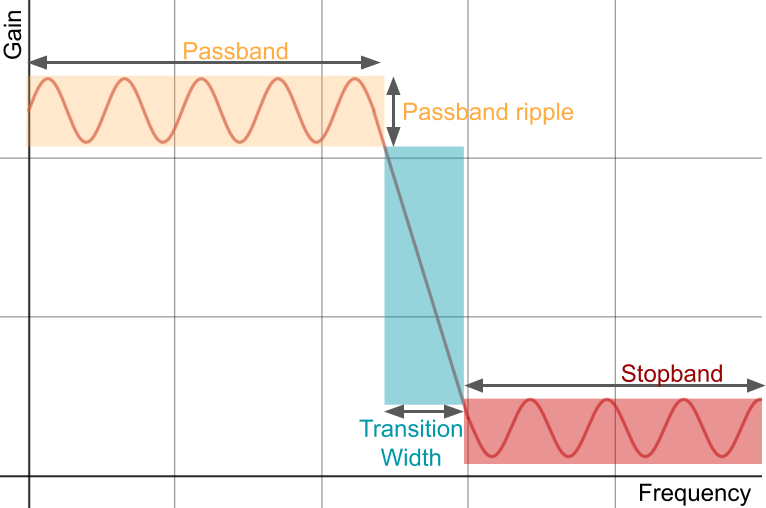 Gain
Passband
Passband ripple
Stopband
Transition
Width
Frequency